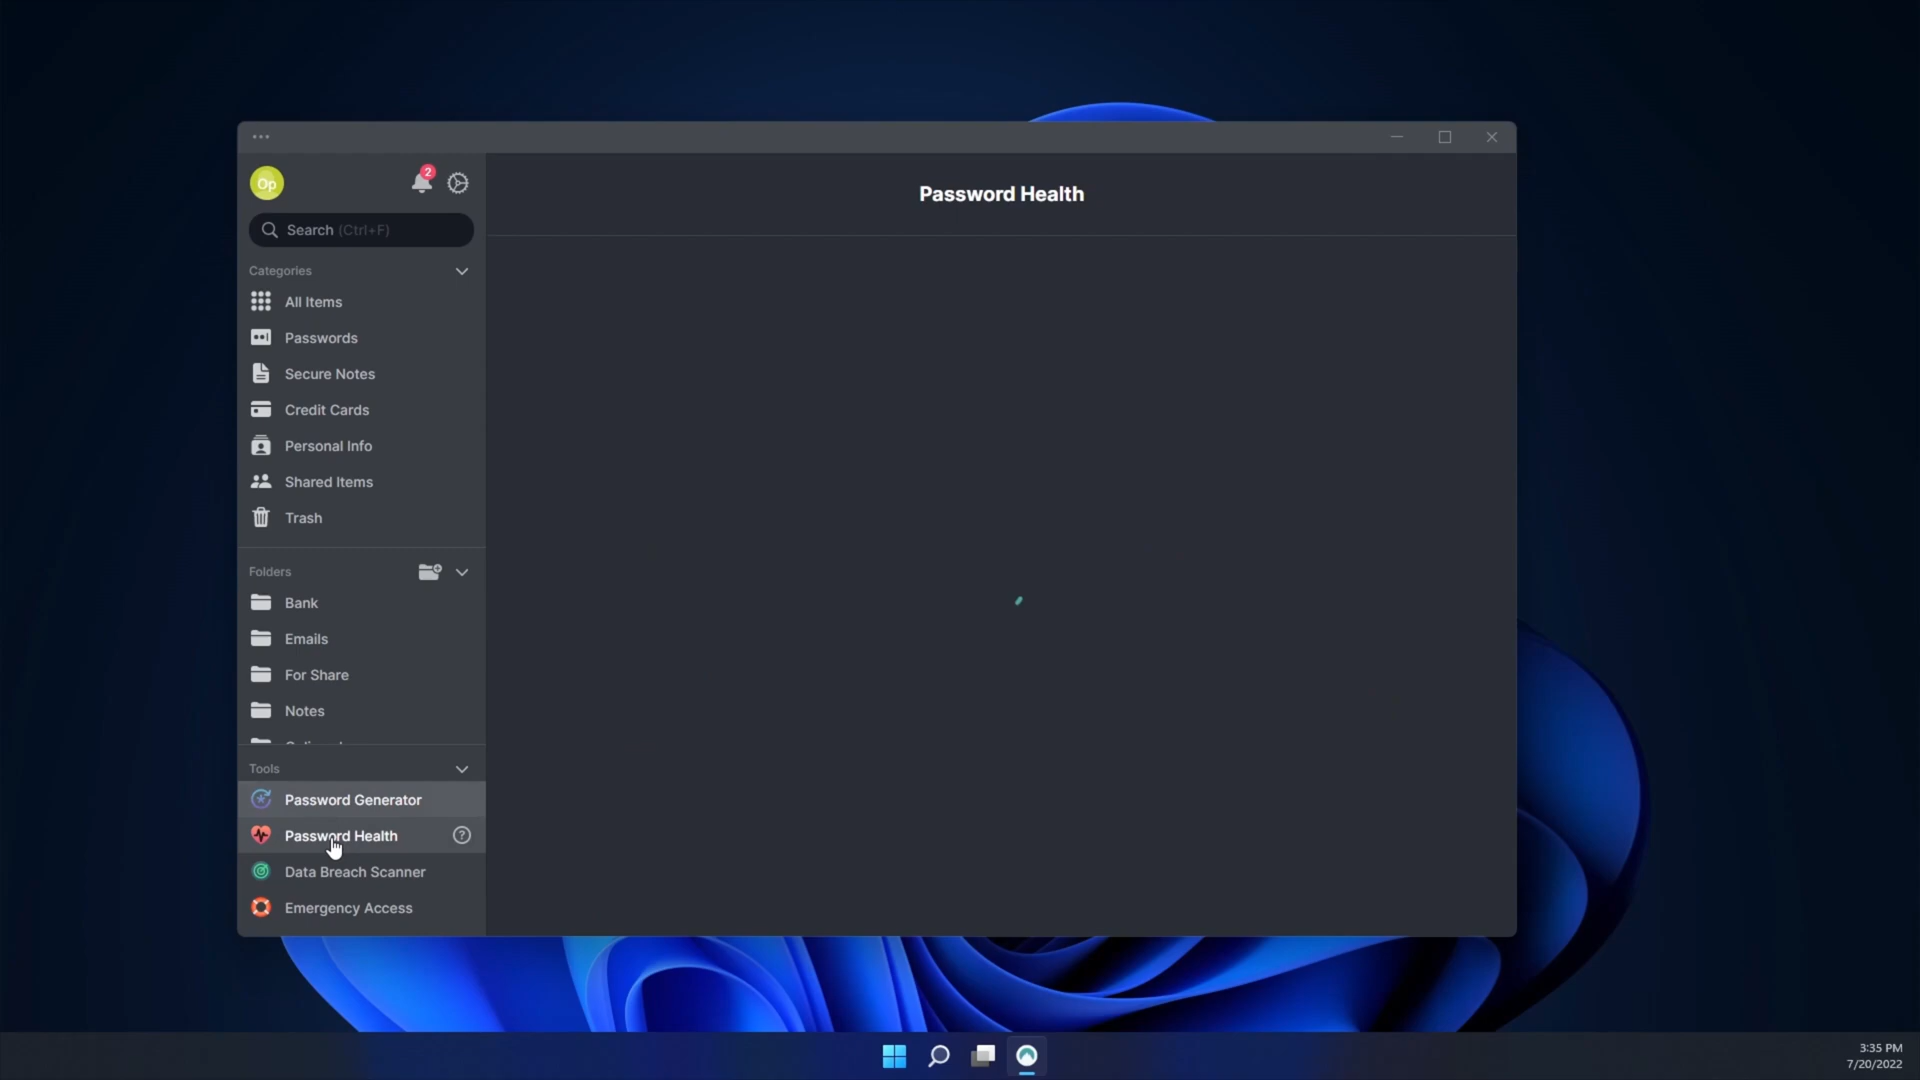 Op
2
Search (Ctrl+F)
Categories
All Items
Passwords
Secure Notes
Credit Cards
Personal Info
Shared Items
Trash
Folders
Bank
Emails
For Share
Notes
Tools
Password Generator
Password Health
?
Data Breach Scanner
Emergency Access
Password Health
3:35 PM
7/20/2022